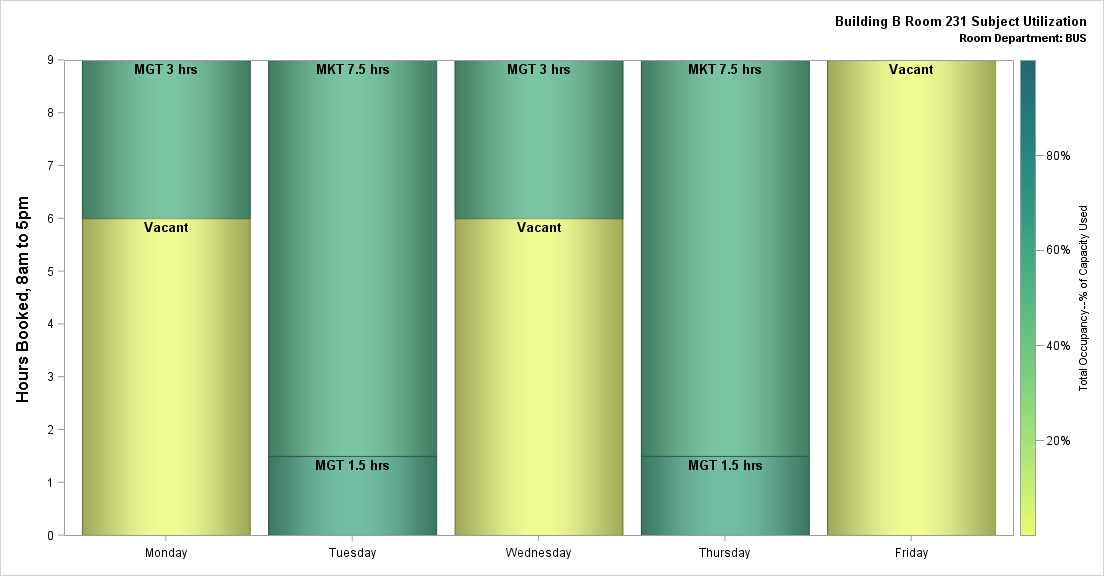 Building B Room 231 Subject Utilization
Room Department: BUS
Hours Booked, 8am to 5pm
9
8
7
6
5
4
3
2
1
0
MGT 3 hrs
Vacant
MKT 7.5 hrs
MGT 1.5 hrs
MGT 3 hrs
Vacant
MKT 7.5 hrs
MGT 1.5 hrs
Vacant
Monday
Tuesday
Wednesday
Thursday
Friday
80%
60%
40%
20%
Total Occupancy--% of Capacity Used